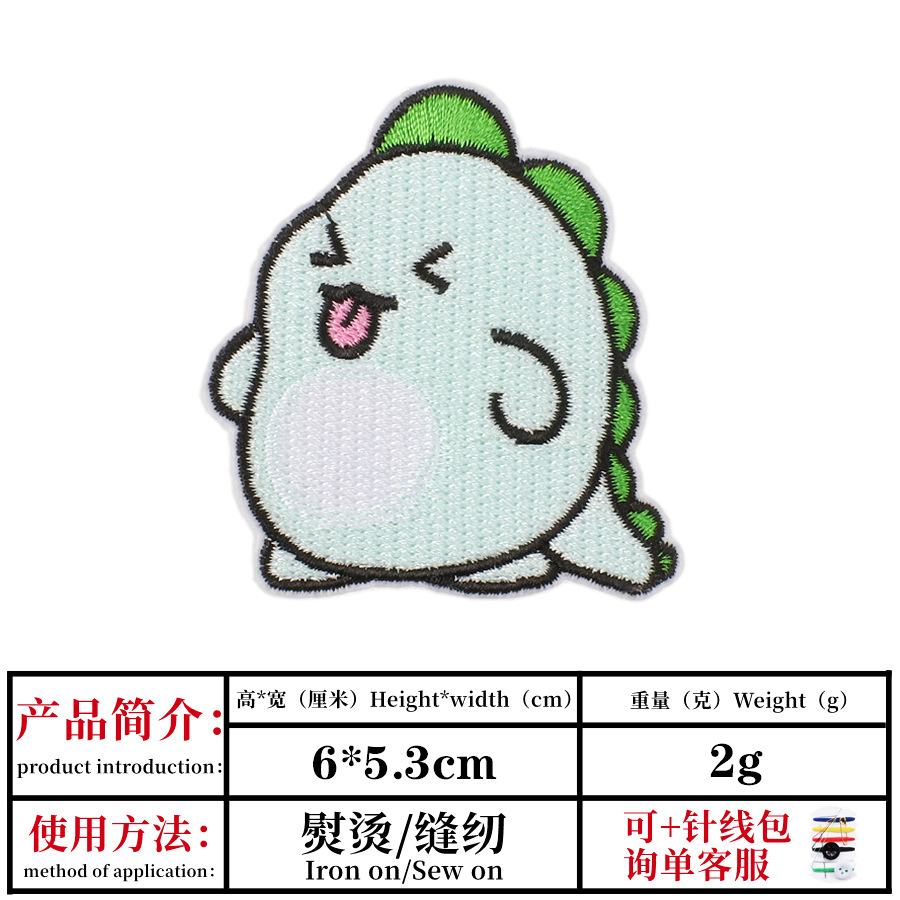 产品简介：
product introduction:
高*宽（厘米）Height*width（cm）
重量（克）Weight（g）
6*5.3cm
2g
使用方法：
method of application：
熨烫/缝纫
Iron on/Sew on
可+针线包
询单客服